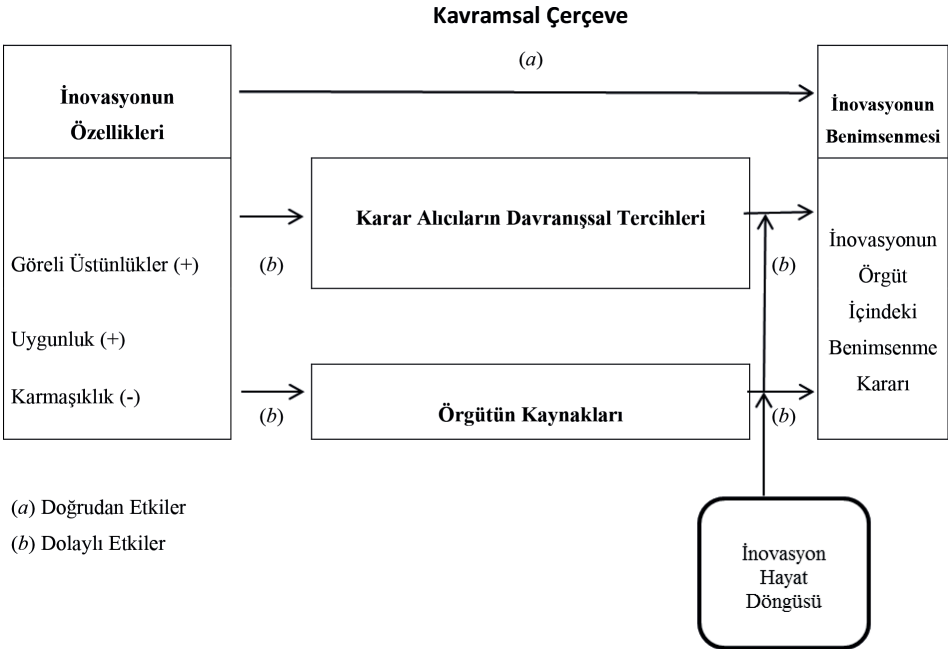 Kavramsal Çerçeve
(a)
İnovasyonun
Özellikleri
İnovasyonun
Benimsenmesi
Karar Alıcıların Davranışsal Tercihleri
Göreli Üstünlükler (+)
(b)
(b)
İnovasyonun
Örgüt
İçindeki
Benimsenme
Kararı
Uygunluk (+)
Karmaşıklık (-)
(b)
Örgütün Kaynakları
(b)
(a) Doğrudan Etkiler
(b) Dolaylı Etkiler
İnovasyon
Hayat
Döngüsü